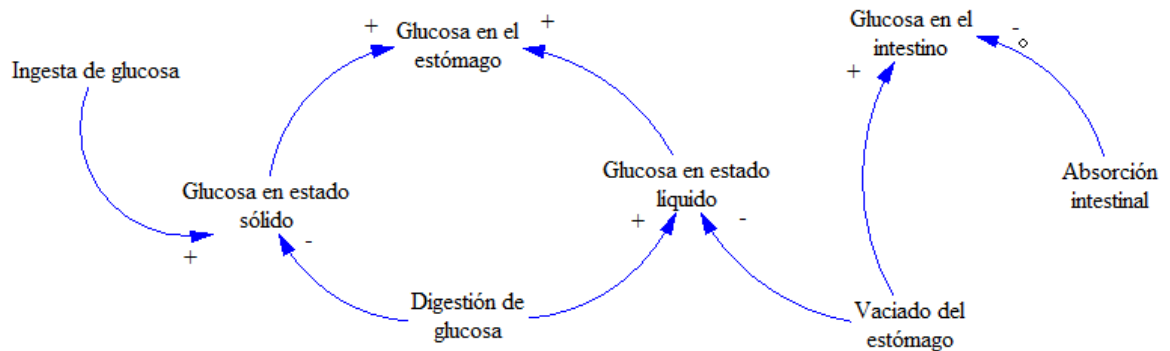 Ingesta de glucosa
+
Glucosa en el
estómago
+
Glucosa en el
intestino
-
+
Glucosa en estado
sólido
+
-
Glucosa en estado
líquido
+
-
Absorción
intestinal
Digestión de
glucosa
Vaciado del
estómago